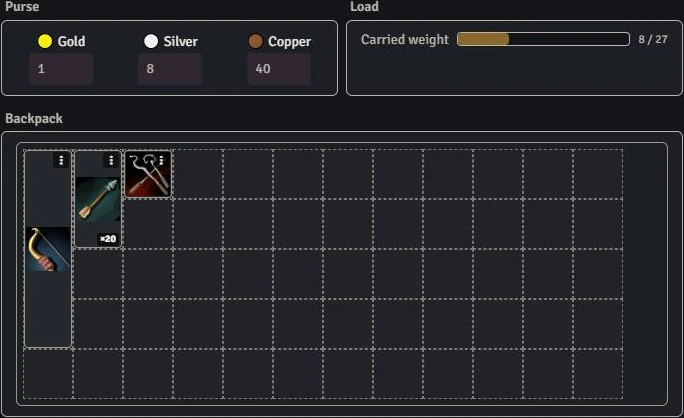 Purse
Load
Gold
Silver
Copper
1
8
40
Carried weight
8 / 27
Backpack
×20